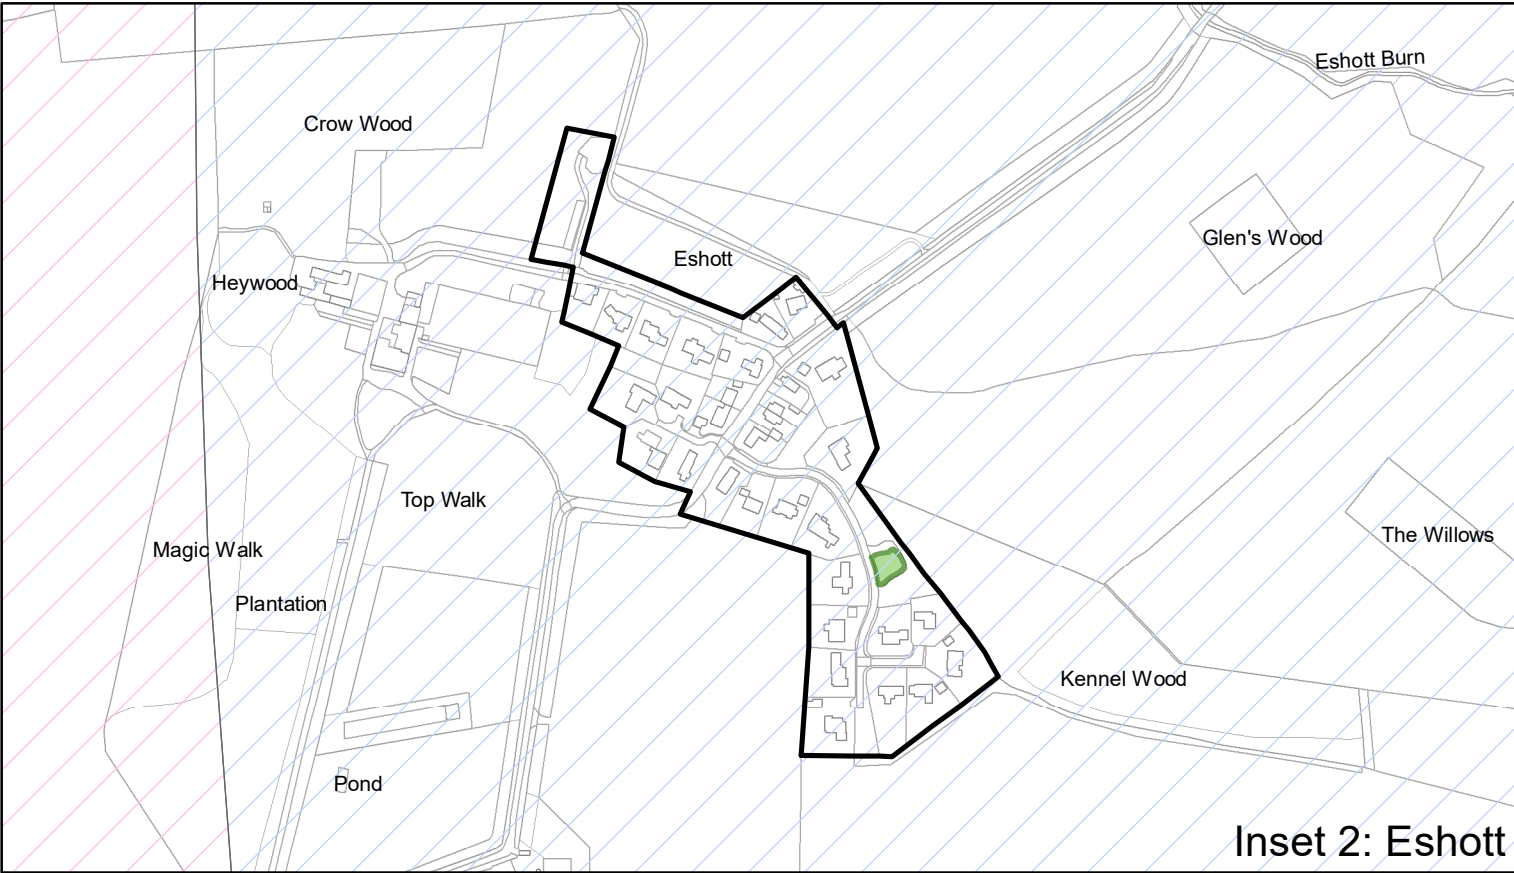 Eshott Burn
Crow Wood
Glen's Wood
Eshott
Heywood
Top Walk
The Willows
Magic Walk
Plantation
Kennel Wood
Pond
Inset 2: Eshott